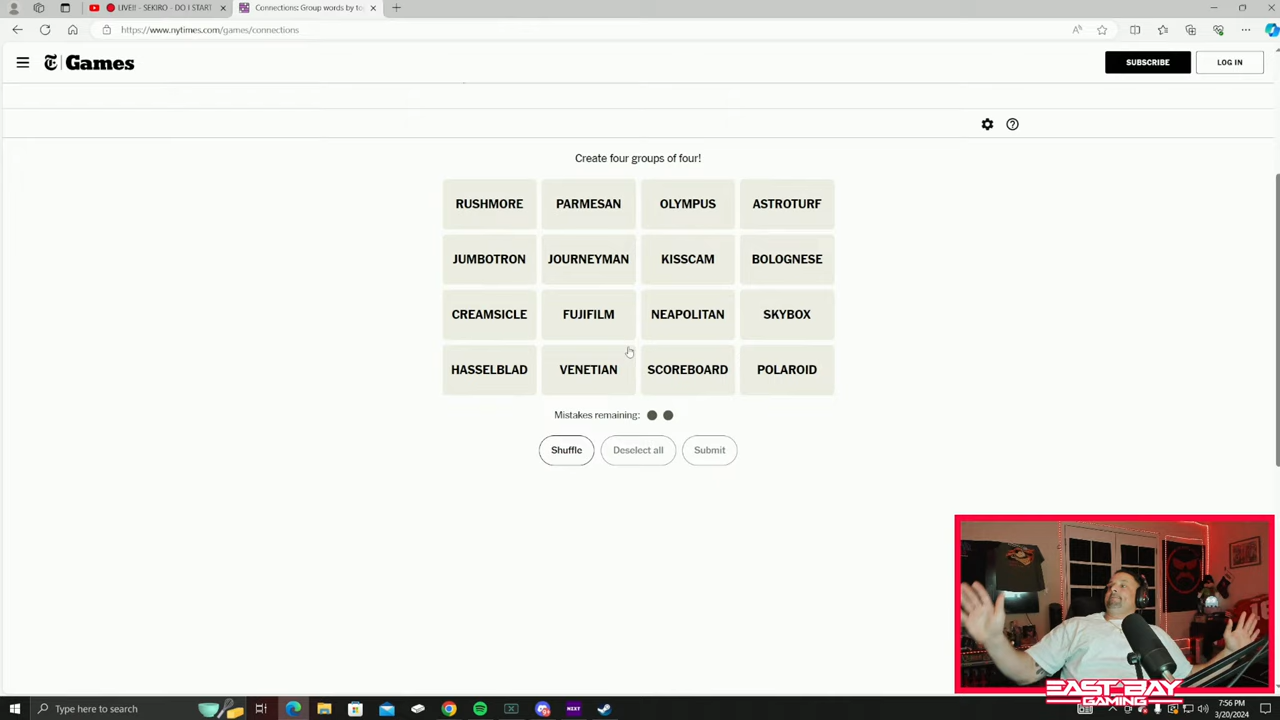 LIVE!! - SEKIRO - DO I START
Connections: Group words by to
https://www.nytimes.com/games/connections
Games
SUBSCRIBE
LOG IN
Create four groups of four!
RUSHMORE PARMESAN OLYMPUS ASTROTURF
JUMBOTRON JOURNEYMAN KISSCAM BOLOGNESE
CREAMSICLE FUJIFILM NEAPOLITAN SKYBOX
HASSELBLAD VENETIAN SCOREBOARD POLAROID
Mistakes remaining:
Shuffle Deselect all Submit
EAST BAY
GAMING
Type here to search
NEXT
7:56 PM
3/20/2024